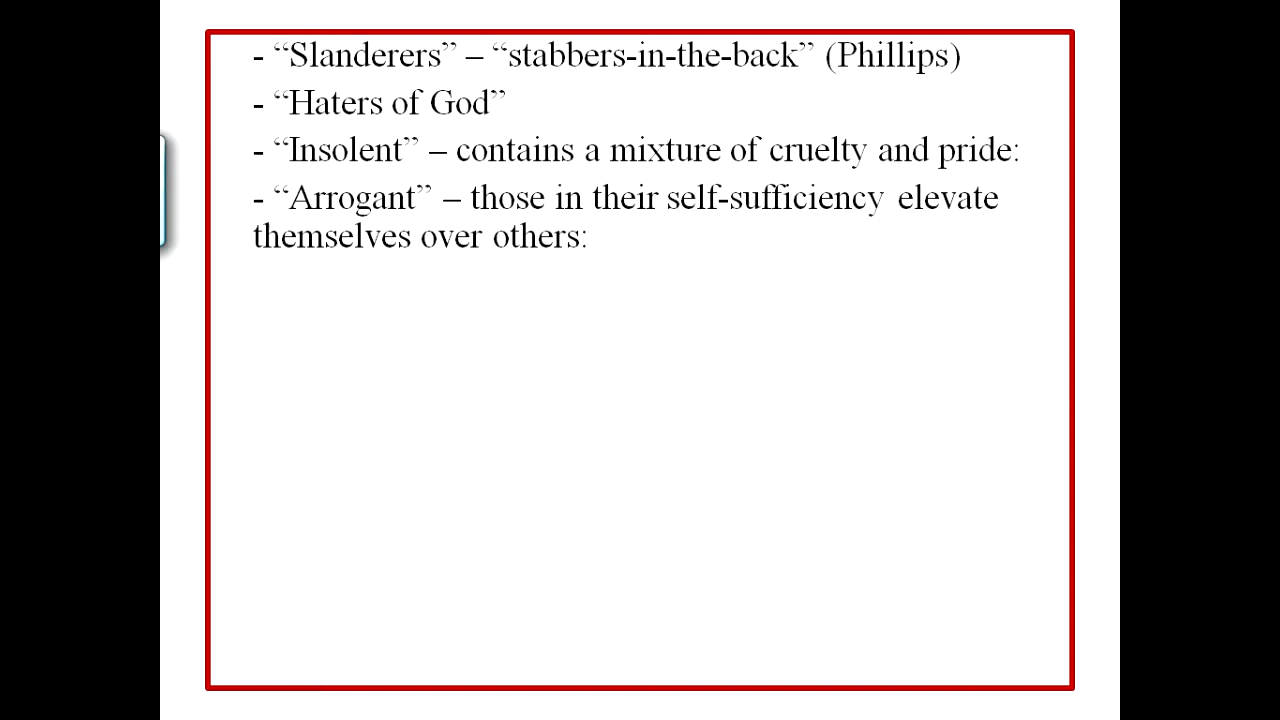 - “Slanderers” – “stabbers-in-the-back” (Phillips)
- “Haters of God”
- “Insolent” – contains a mixture of cruelty and pride:
- “Arrogant” – those in their self-sufficiency elevate
themselves over others: